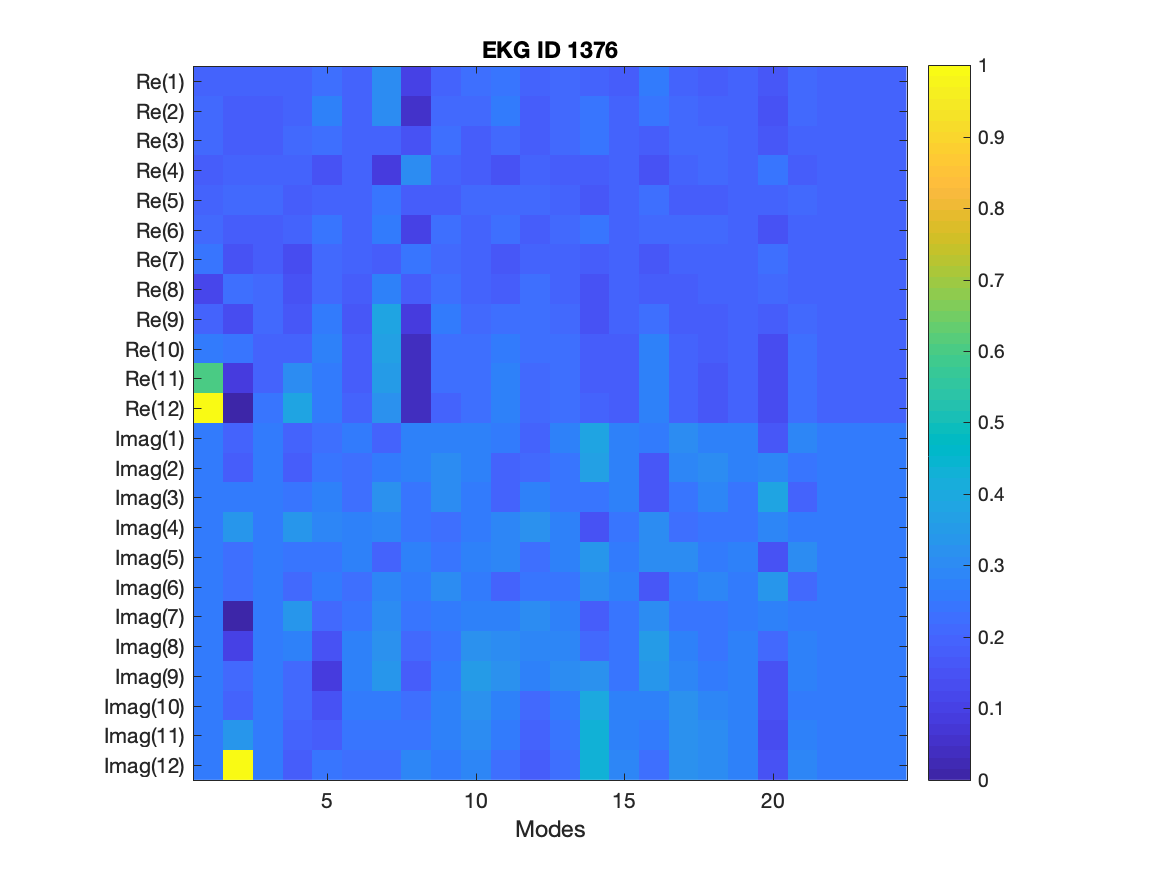 EKG ID 1376
Re(1)
Re(2)
Re(3)
Re(4)
Re(5)
Re(6)
Re(7)
Re(8)
Re(9)
Re(10)
Re(11)
Re(12)
Imag(1)
Imag(2)
Imag(3)
Imag(4)
Imag(5)
Imag(6)
Imag(7)
Imag(8)
Imag(9)
Imag(10)
Imag(11)
Imag(12)
5 10 15 20
Modes
1
0.9
0.8
0.7
0.6
0.5
0.4
0.3
0.2
0.1
0